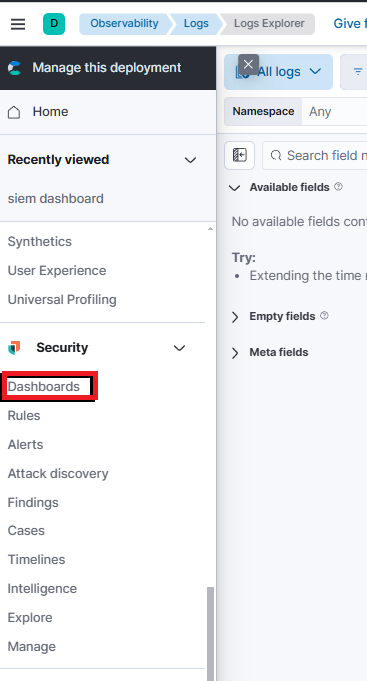 D Observability Logs Logs Explorer Give f
Manage this deployment
All logs
Home
Namespace Any
Recently viewed
Search field n
siem dashboard
Available fields
No available fields cont
Try:
Extending the time r
Synthetics
User Experience
Universal Profiling
Empty fields
Security
Meta fields
Dashboards
Rules
Alerts
Attack discovery
Findings
Cases
Timelines
Intelligence
Explore
Manage